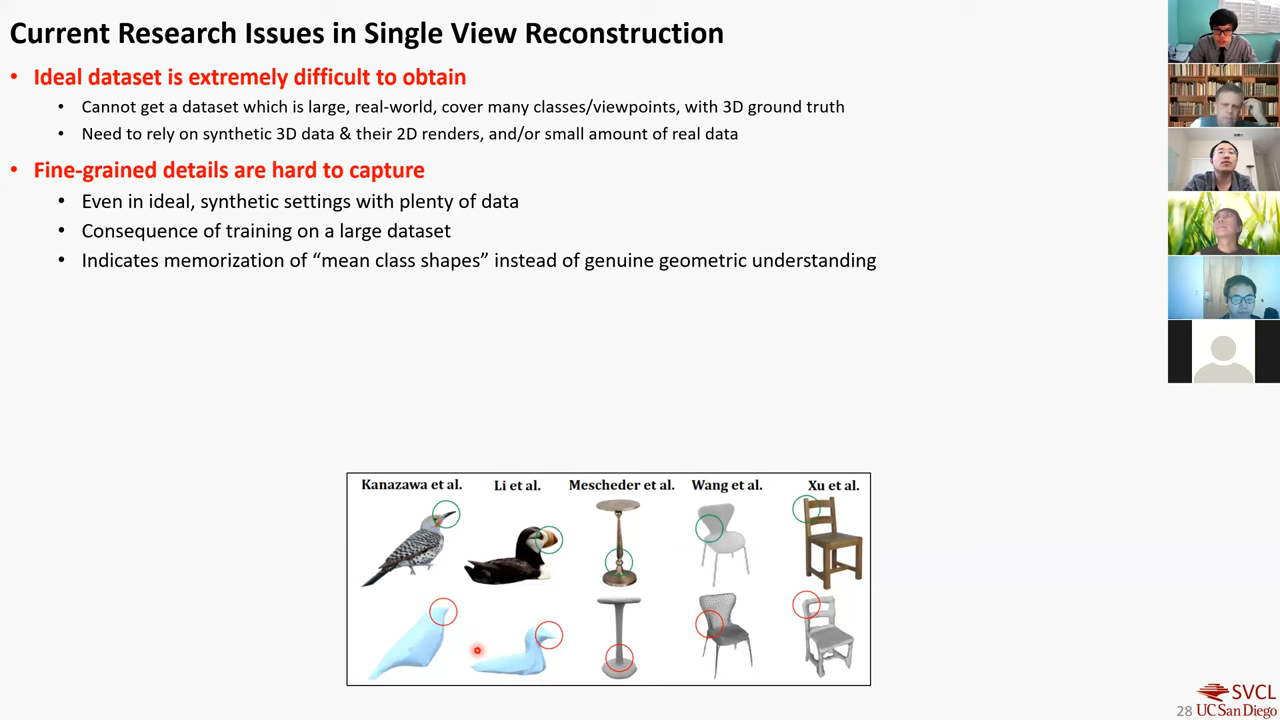 Current Research Issues in Single View Reconstruction
• Ideal dataset is extremely difficult to obtain
• Cannot get a dataset which is large, real-world, cover many classes/viewpoints, with 3D ground truth
• Need to rely on synthetic 3D data & their 2D renders, and/or small amount of real data
• Fine-grained details are hard to capture
• Even in ideal, synthetic settings with plenty of data
• Consequence of training on a large dataset
• Indicates memorization of “mean class shapes” instead of genuine geometric understanding
Kanazawa et al. Li et al. Mescheder et al. Wang et al. Xu et al.
SVCL
28 UC San Diego